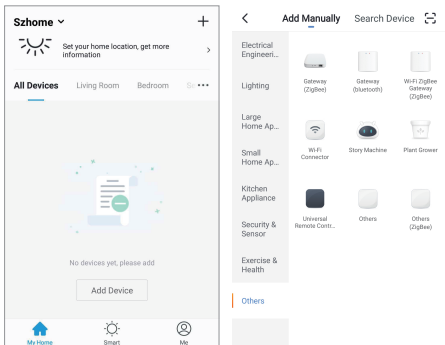 Szhome
Set your home location, get more
information
All Devices Living Room Bedroom
No devices yet, please add
Add Device
My Home Smart Me
Add Manually Search Device
Electrical
Engineeri...
Lighting
Large
Home Ap...
Small
Home Ap...
Kitchen
Appliance
Security &
Sensor
Exercise &
Health
Others
Gateway
(ZigBee)
Gateway
(bluetooth)
Wi-Fi ZigBee
Gateway
(ZigBee)
Wi-Fi
Connector
Story Machine
Plant Grower
Universal
Remote Contr...
Others
Others
(ZigBee)